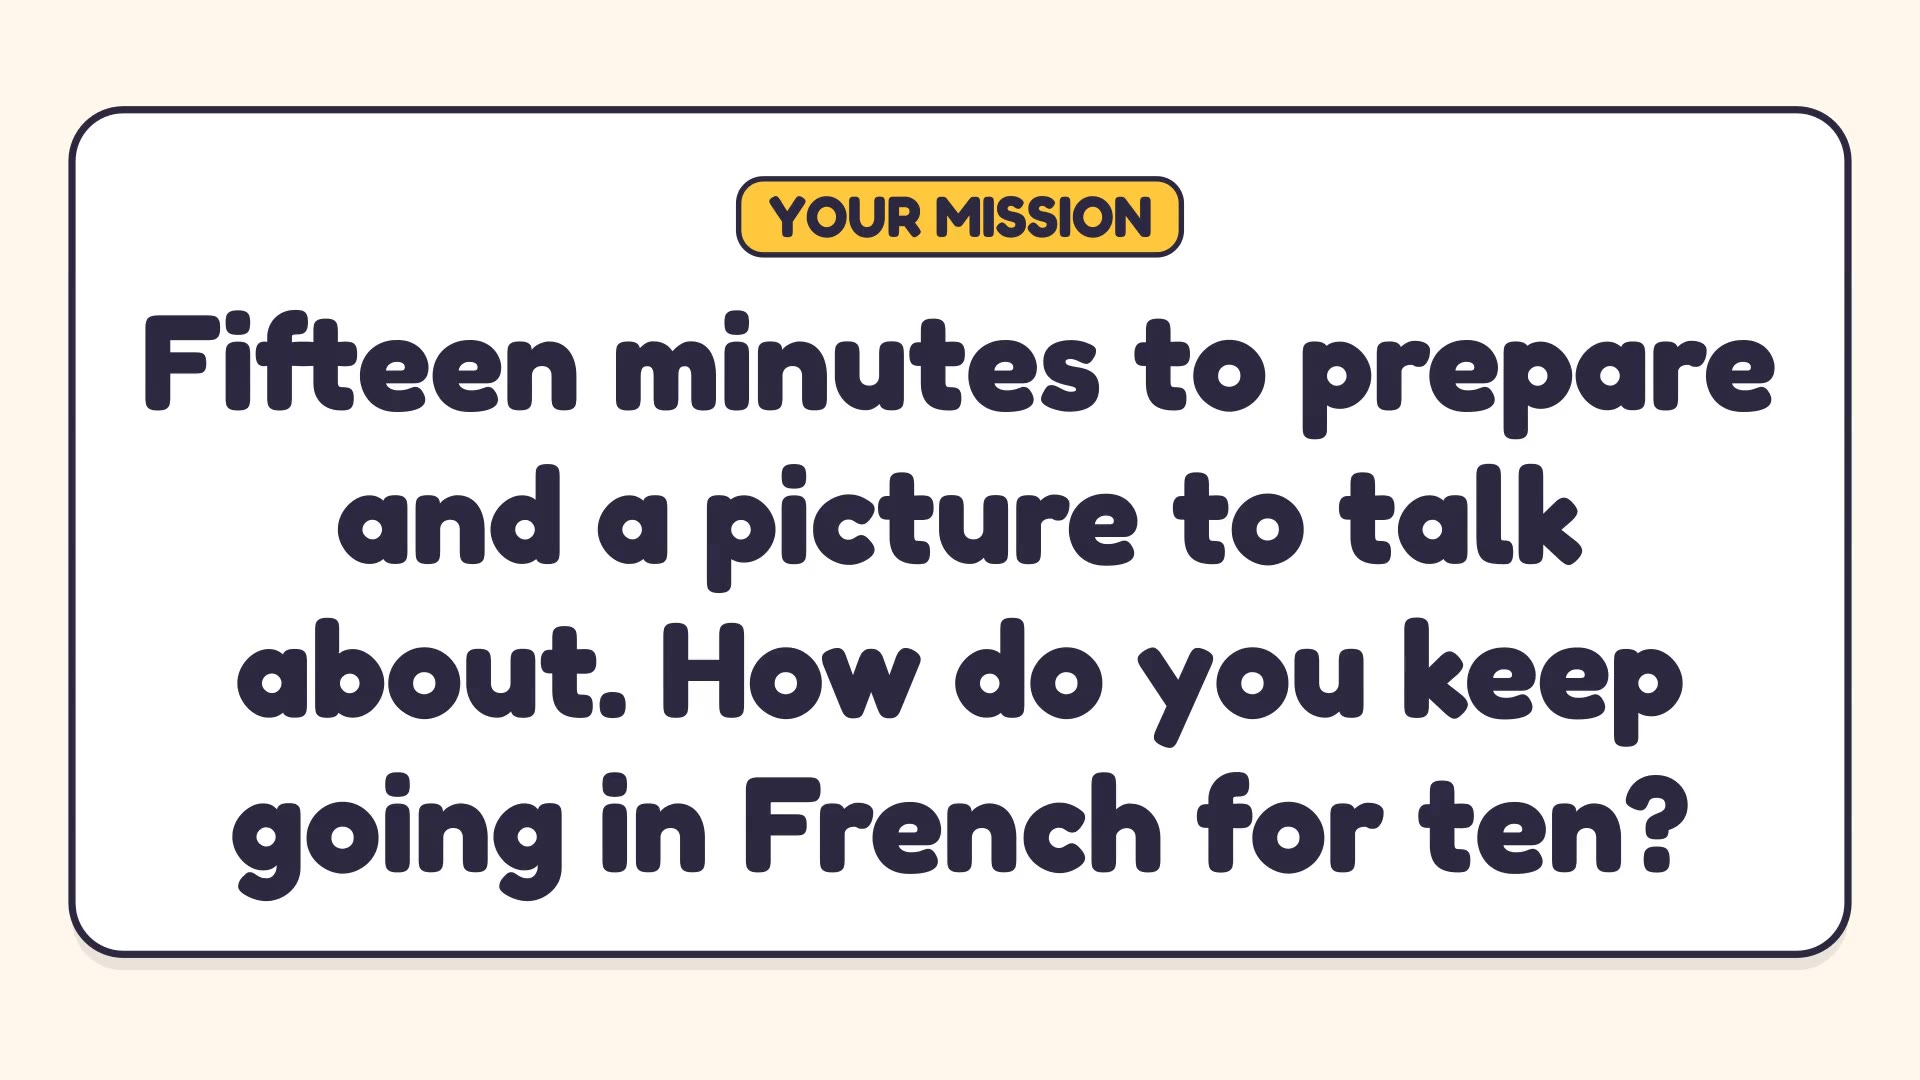 YOUR MISSION
Fifteen minutes to prepare
and a picture to talk
about. How do you keep
going in French for ten?